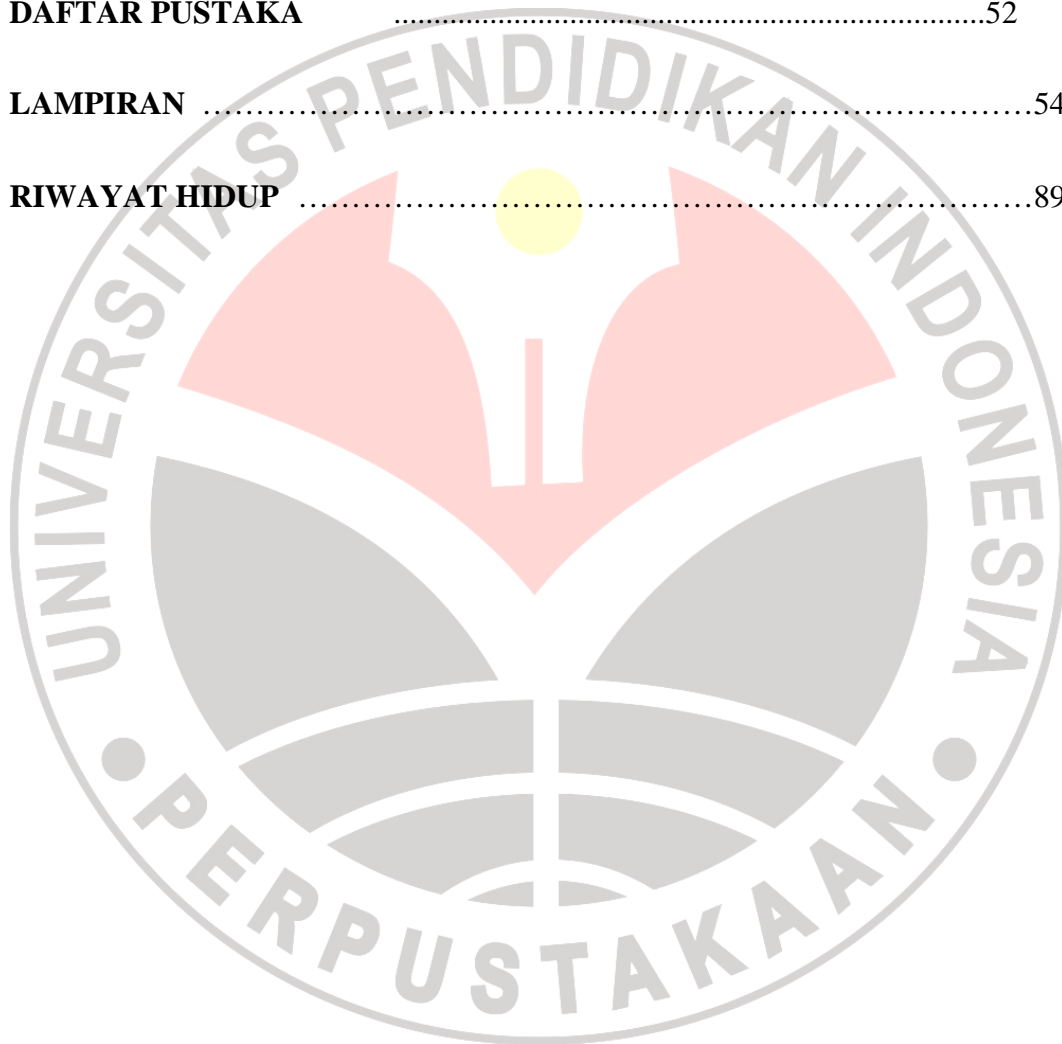 DAFTAR PUSTAKA ................................................................................52
LAMPIRAN ……………………………………………………………………54
RIWAYAT HIDUP ……………………………………………………………89
UNIVERSITAS PENDIDIKAN INDONESIA
PERPUSTAKAAN